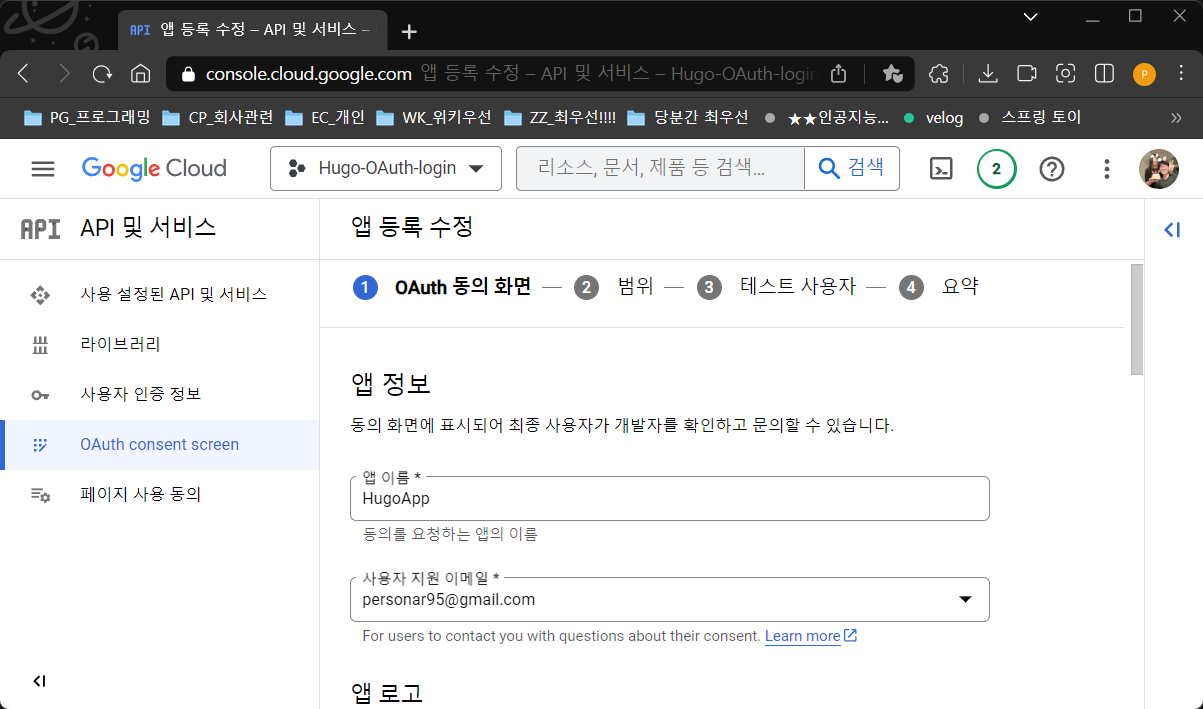 API 앱 등록 수정 – API 및 서비스 –
console.cloud.google.com 앱 등록 수정 – API 및 서비스 – Hugo-OAuth-login
P
PG_프로그래밍 CP_회사관련 EC_개인 WK_위키우선 ZZ_최우선!!!! 당분간 최우선 ★★인공지능... velog 스프링 토이 »
Google Cloud Hugo-OAuth-login 리소스, 문서, 제품 등 검색... 검색 2
API API 및 서비스
앱 등록 수정
사용 설정된 API 및 서비스
라이브러리
사용자 인증 정보
OAuth consent screen
페이지 사용 동의
1 OAuth 동의 화면 — 2 범위 — 3 테스트 사용자 — 4 요약
앱 정보
동의 화면에 표시되어 최종 사용자가 개발자를 확인하고 문의할 수 있습니다.
앱 이름 *
HugoApp
동의를 요청하는 앱의 이름
사용자 지원 이메일 *
personar95@gmail.com
For users to contact you with questions about their consent. Learn more
앱 로고